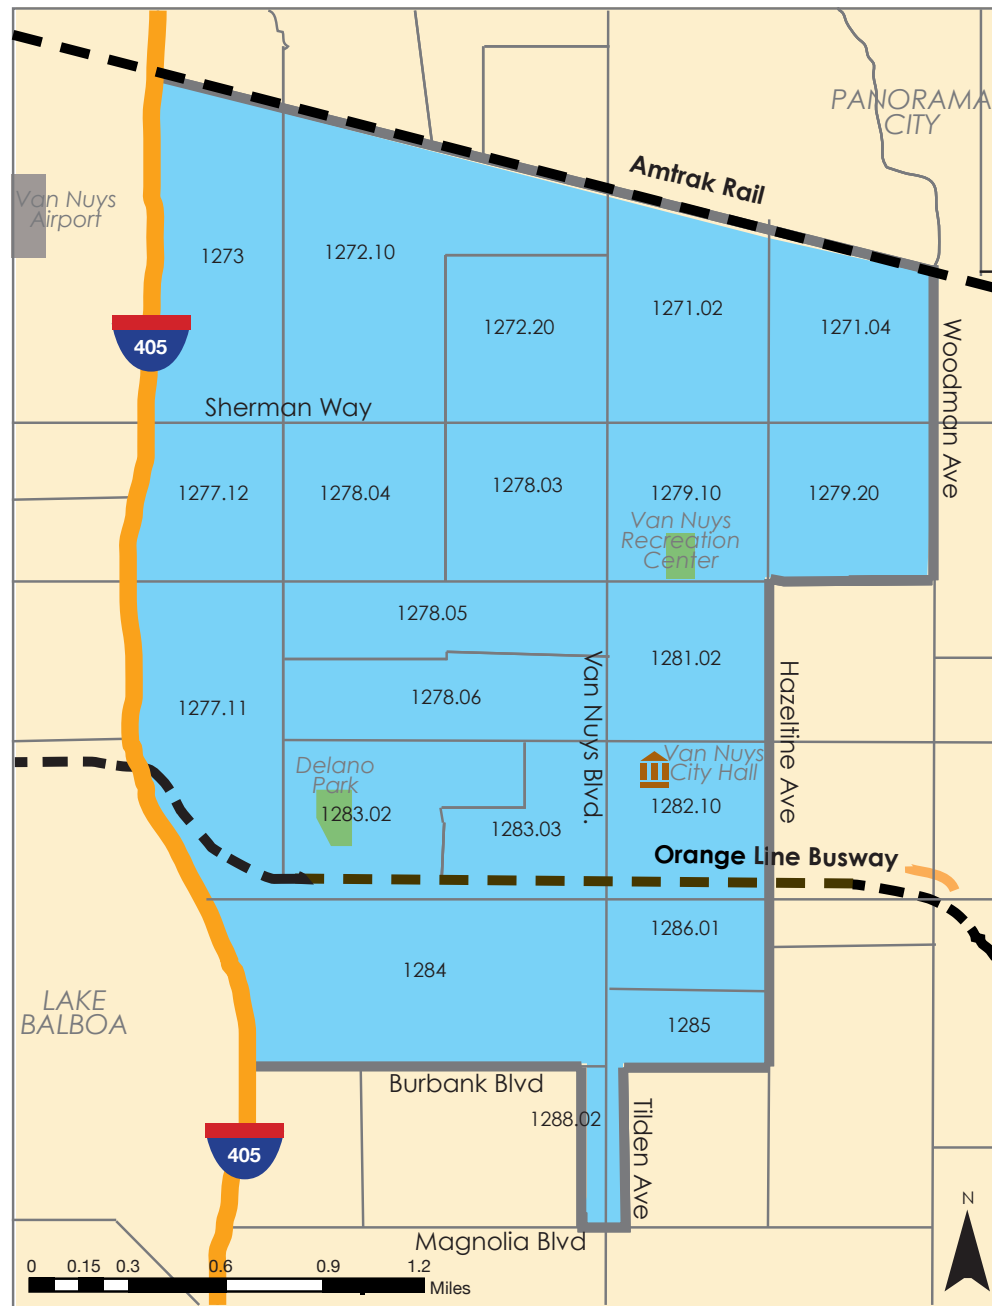 PANORAMA
CITY
Amtrak Rail
Van Nuys
Airport
1273
1272.10
1272.20
1271.02
1271.04
405
Woodman Ave
Sherman Way
1277.12
1278.04
1278.03
1279.10
1279.20
Van Nuys
Recreation
Center
1278.05
1281.02
1278.06
1277.11
Van Nuys Blvd.
Hazeltine Ave
Delano
Park
1283.02
1283.03
Van Nuys
City Hall
1282.10
Orange Line Busway
1286.01
1284
1285
LAKE
BALBOA
Burbank Blvd
1288.02
Tilden Ave
405
Magnolia Blvd
N
0 0.15 0.3 0.6 0.9 1.2
Miles